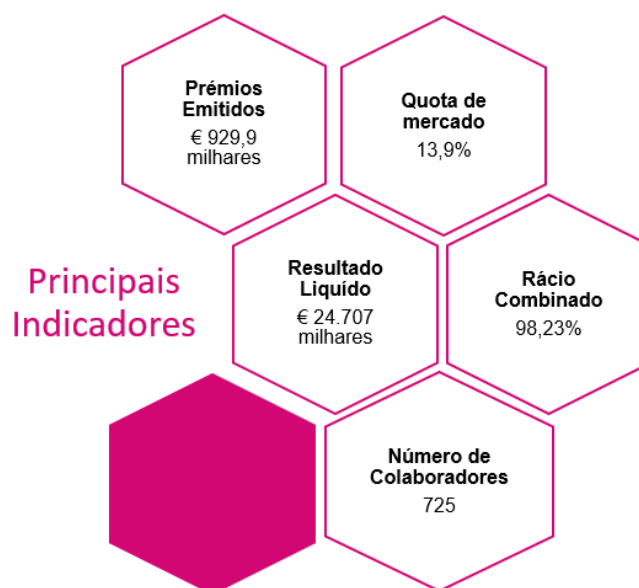 Prémios
Emitidos
€ 929,9
milhares
Quota de
mercado
13,9%
Principais
Indicadores
Resultado
Liquído
€ 24.707
milhares
Rácio
Combinado
98,23%
Número de
Colaboradores
725